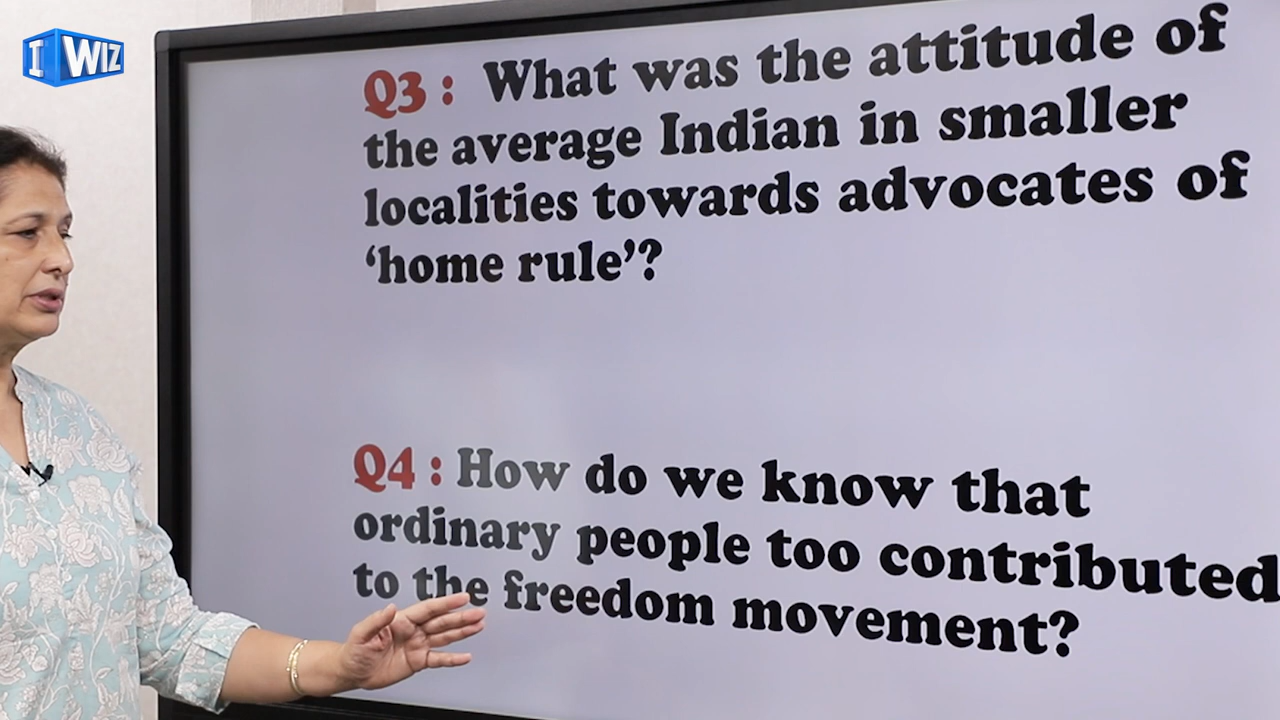 I WIZ
Q3 : What was the attitude of
the average Indian in smaller
localities towards advocates of
‘home rule’?
Q4 : How do we know that
ordinary people too contributed
to the freedom movement?